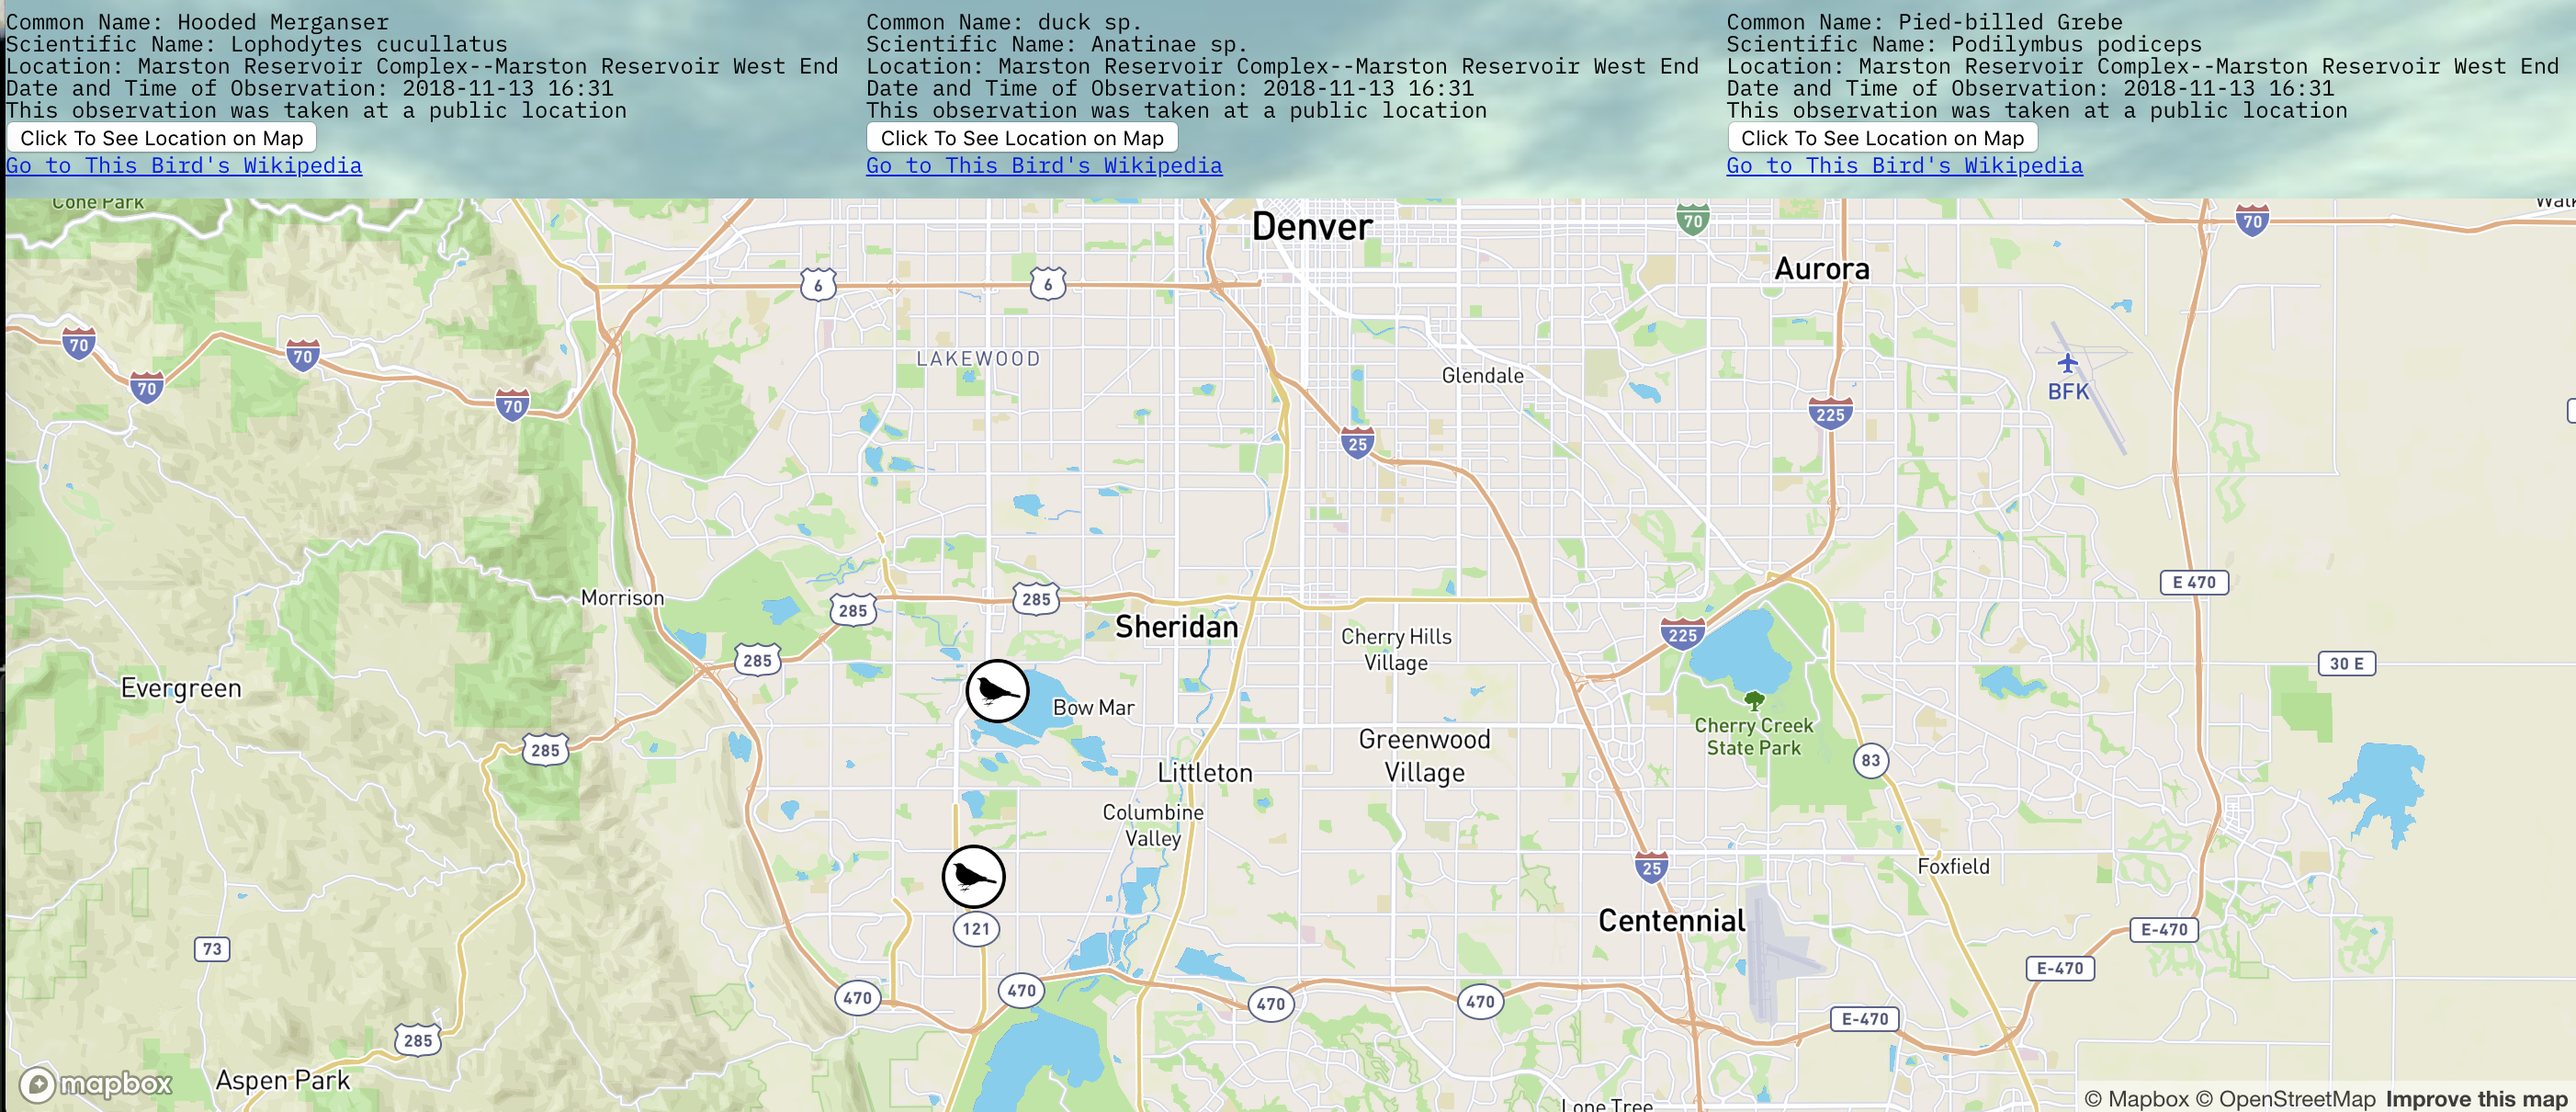 Common Name: Hooded Merganser
Scientific Name: Lophodytes cucullatus
Location: Marston Reservoir Complex--Marston Reservoir West End
Date and Time of Observation: 2018-11-13 16:31
This observation was taken at a public location
Click To See Location on Map
Go to This Bird's Wikipedia
Common Name: duck sp.
Scientific Name: Anatinae sp.
Location: Marston Reservoir Complex--Marston Reservoir West End
Date and Time of Observation: 2018-11-13 16:31
This observation was taken at a public location
Click To See Location on Map
Go to This Bird's Wikipedia
Common Name: Pied-billed Grebe
Scientific Name: Podilymbus podiceps
Location: Marston Reservoir Complex--Marston Reservoir West End
Date and Time of Observation: 2018-11-13 16:31
This observation was taken at a public location
Click To See Location on Map
Go to This Bird's Wikipedia
Cone Park
Denver
70
70
Aurora
6
6
70
70
70
70
LAKEWOOD
Glendale
BFK
225
25
E 470
Morrison
285
285
Sheridan
Cherry Hills
Village
225
285
30 E
Evergreen
Bow Mar
Cherry Creek
State Park
285
Greenwood
Village
83
Littleton
Columbine
Valley
25
Foxfield
121
Centennial
73
E-470
E-470
470
470
470
470
E-470
285
Aspen Park
mapbox
Lone Tree
© Mapbox © OpenStreetMap Improve this map